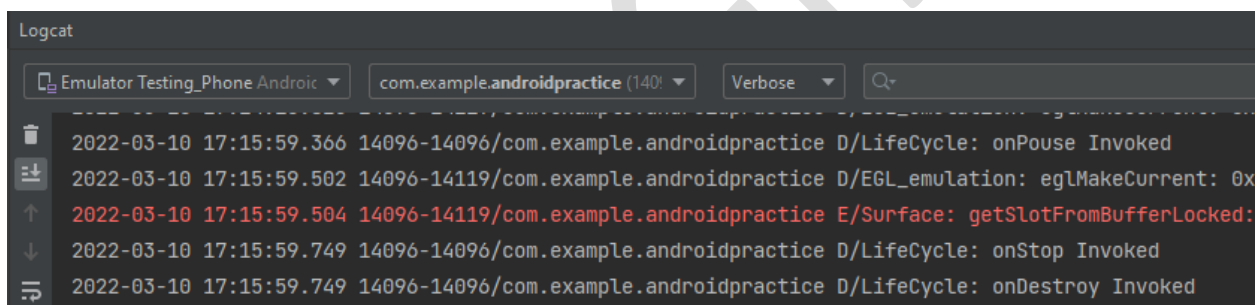 Logcat
Emulator Testing_Phone Androic com.example.androidpractice (140 Verbose
2022-03-10 17:15:59.366 14096-14096/com.example.androidpractice D/LifeCycle: onPouse Invoked
2022-03-10 17:15:59.502 14096-14119/com.example.androidpractice D/EGL_emulation: eglMakeCurrent: 0x
2022-03-10 17:15:59.504 14096-14119/com.example.androidpractice E/Surface: getSlotFromBufferLocked:
2022-03-10 17:15:59.749 14096-14096/com.example.androidpractice D/LifeCycle: onStop Invoked
2022-03-10 17:15:59.749 14096-14096/com.example.androidpractice D/LifeCycle: onDestroy Invoked